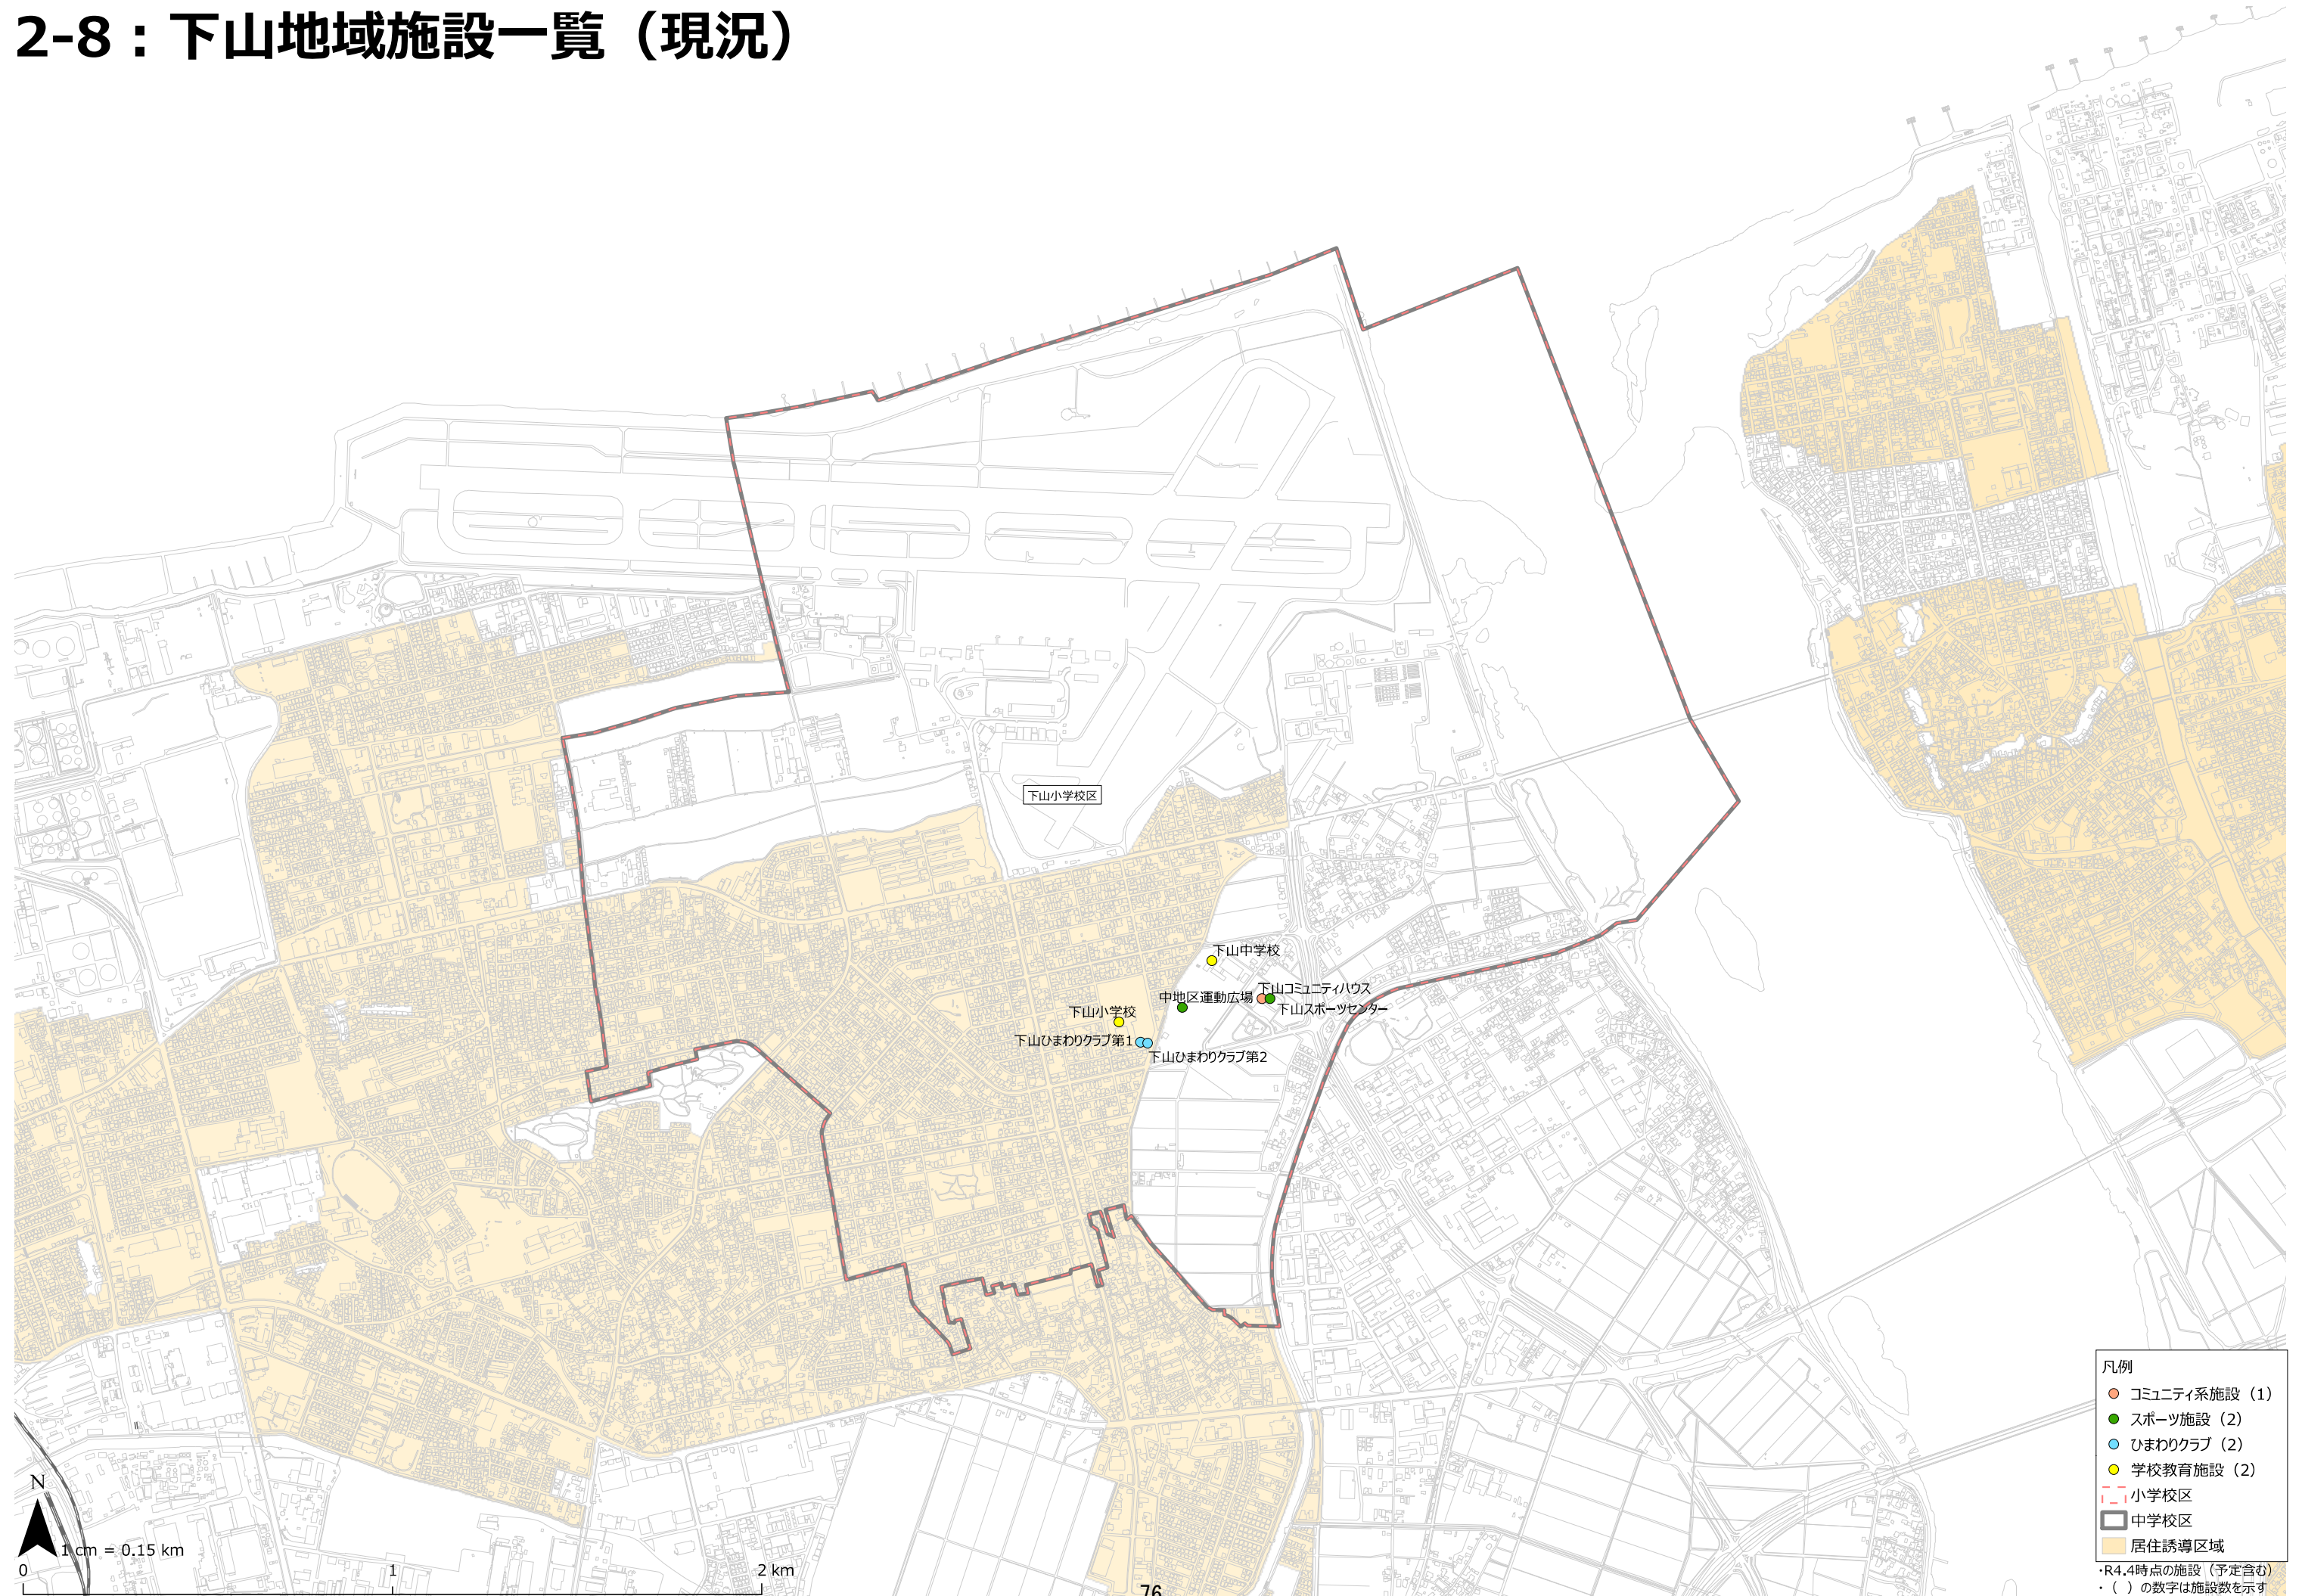 2-8：下山地域施設一覧（現況）
下山小学校区
下山中学校
下山コミュニティハウス
中地区運動広場
下山スポーツセンター
下山小学校
下山ひまわりクラブ第1
下山ひまわりクラブ第2
凡例
コミュニティ系施設（1）
スポーツ施設（2）
ひまわりクラブ（2）
学校教育施設（2）
小学校区
中学校区
居住誘導区域
・R4.4時点の施設（予定含む）
・（ ）の数字は施設数を示す
N
1 cm = 0.15 km
0 1 2 km
76